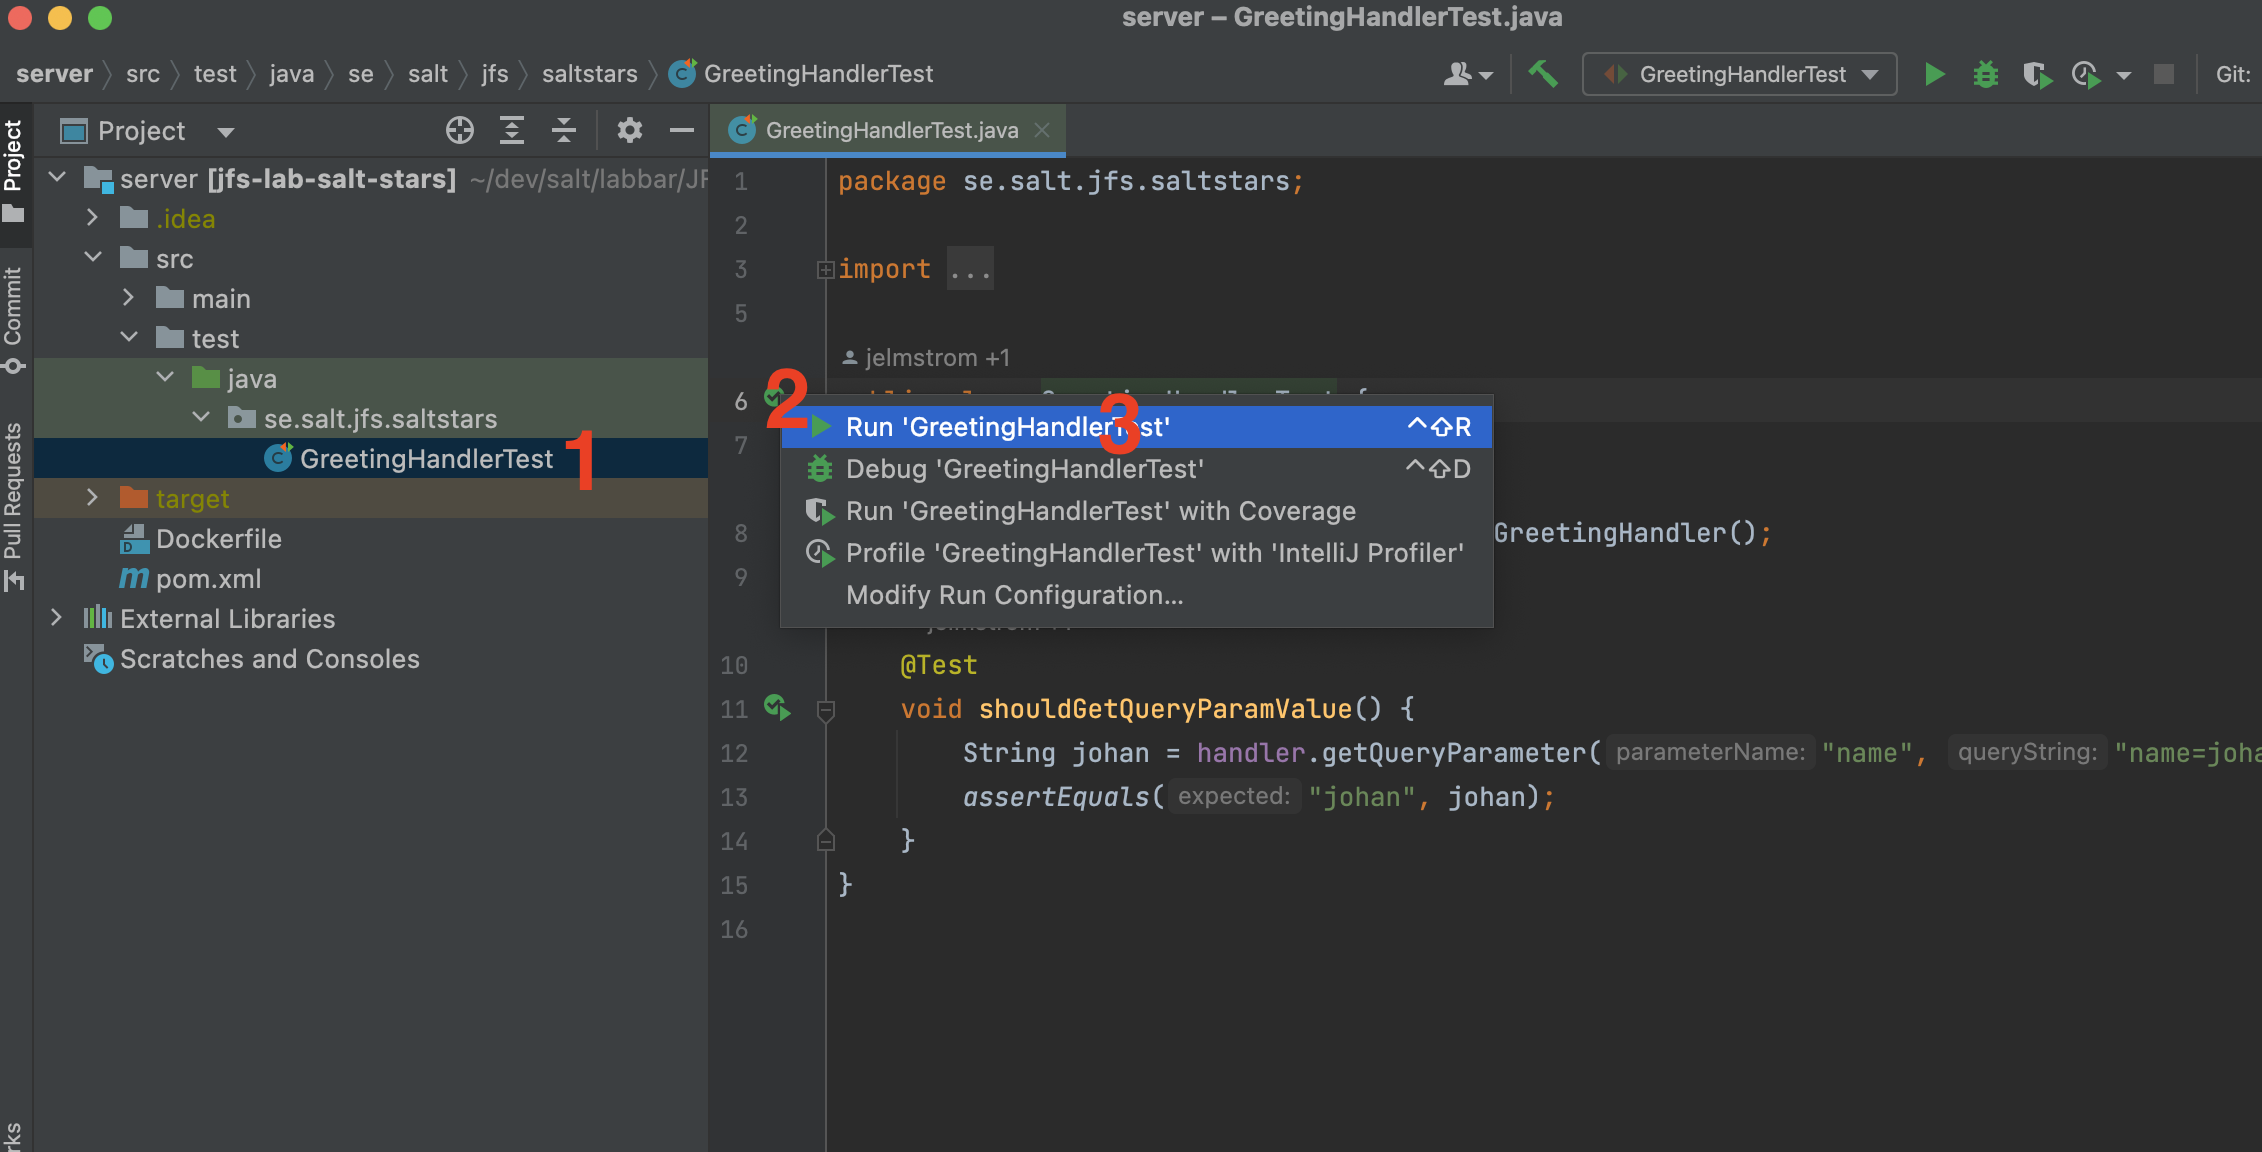 server – GreetingHandlerTest.java
server src test java se salt jfs saltstars GreetingHandlerTest
GreetingHandlerTest
Git:
Project
Commit
Pull Requests
Project
server [jfs-lab-salt-stars] ~/dev/salt/labbar/JF
.idea
src
main
test
java
se.salt.jfs.saltstars
GreetingHandlerTest 1
target
Dockerfile
pom.xml
External Libraries
Scratches and Consoles
GreetingHandlerTest.java
1 package se.salt.jfs.saltstars;
2
3 import ...
5
jelmstrom +1
6
2
Run 'GreetingHandlerTest' ^⇧R
3
7
Debug 'GreetingHandlerTest' ^⇧D
Run 'GreetingHandlerTest' with Coverage
8 GreetingHandler();
Profile 'GreetingHandlerTest' with 'IntelliJ Profiler'
9
Modify Run Configuration...
10 @Test
11 void shouldGetQueryParamValue() {
12 String johan = handler.getQueryParameter( parameterName: "name", queryString: "name=joha
13 assertEquals( expected: "johan", johan);
14 }
15 }
16